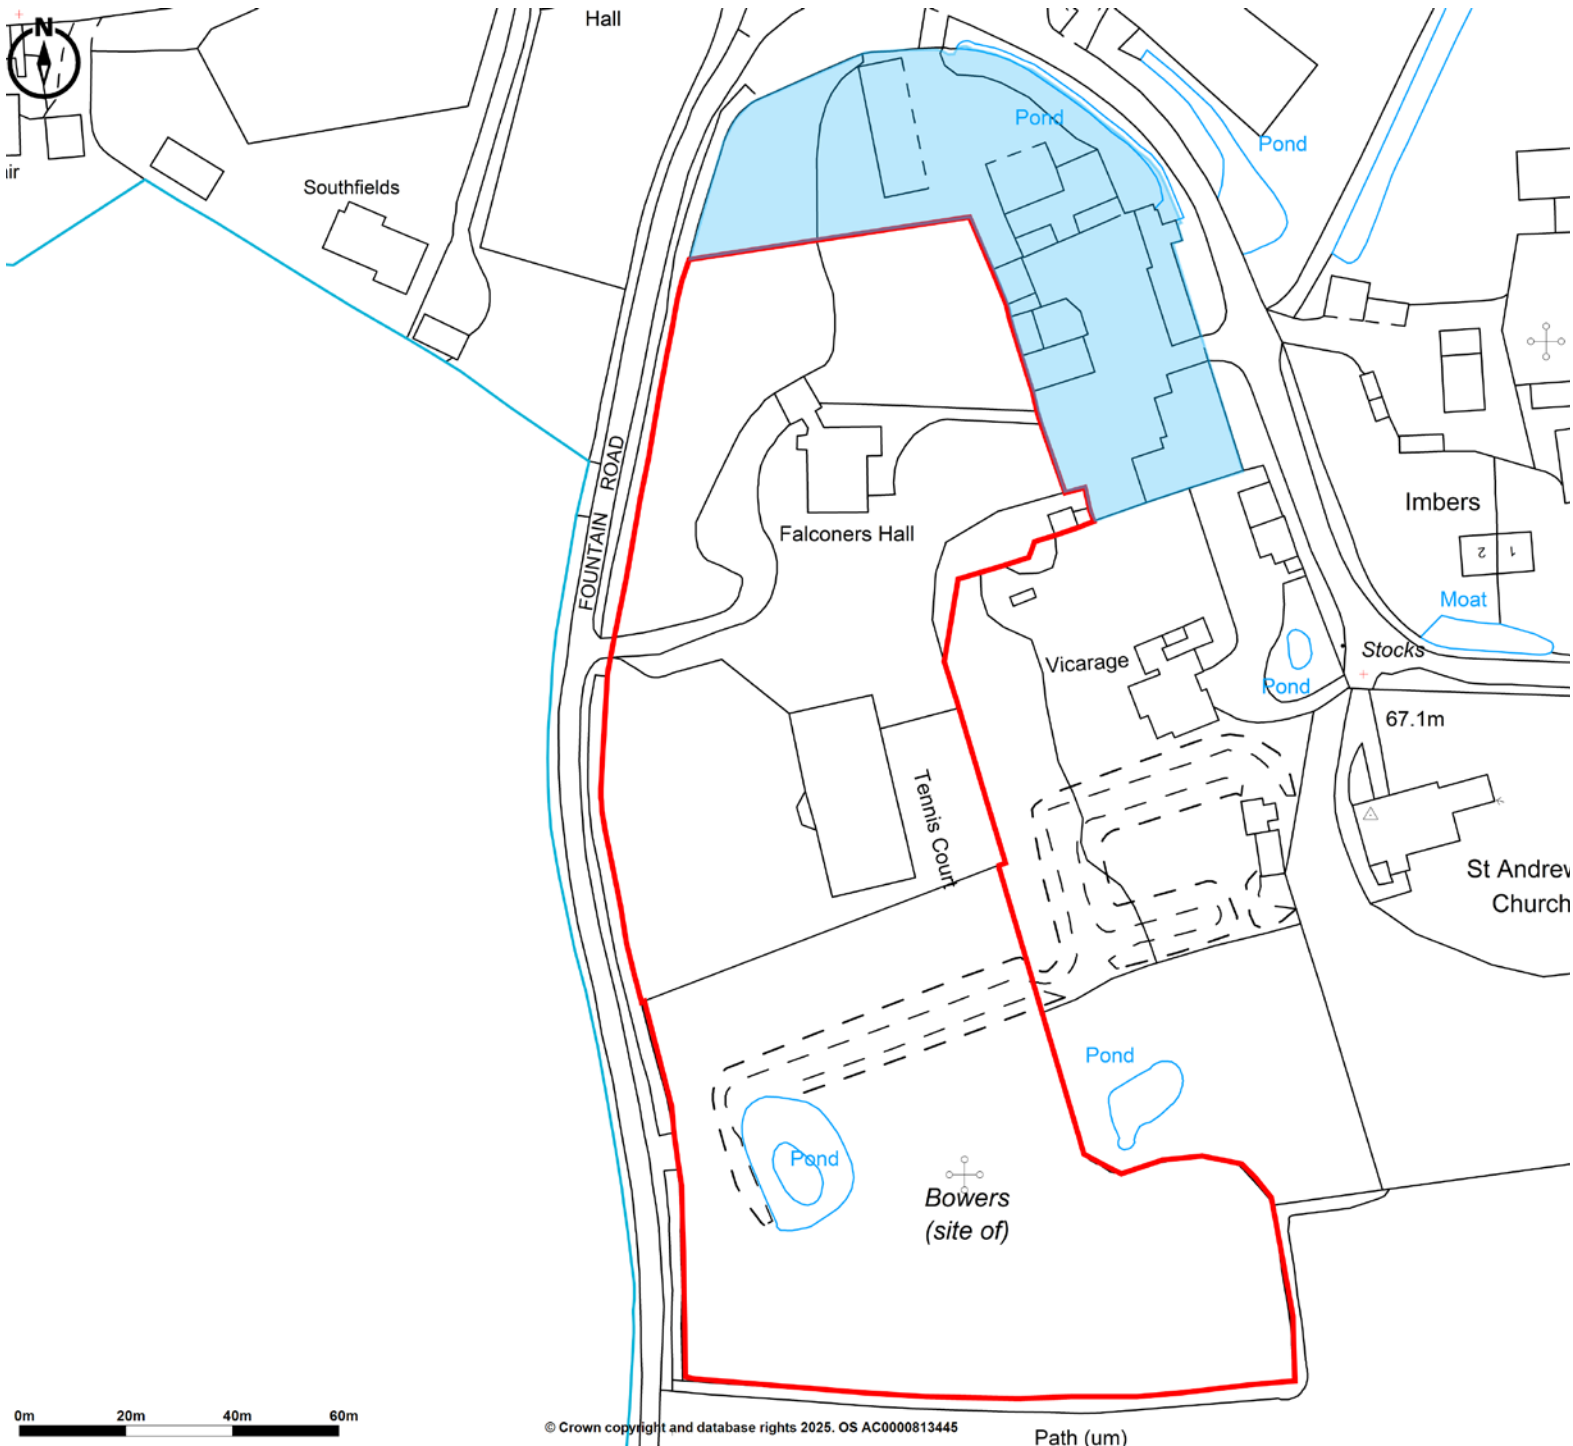 Hall
N
Pond
Pond
air
Southfields
FOUNTAIN ROAD
Imbers
Falconers Hall
2 1
Moat
Stocks
Vicarage
Pond
67.1m
Tennis Court
St Andrew
Church
Pond
Pond
Bowers
(site of)
0m 20m 40m 60m
© Crown copyright and database rights 2025. OS AC0000813445
Path (um)